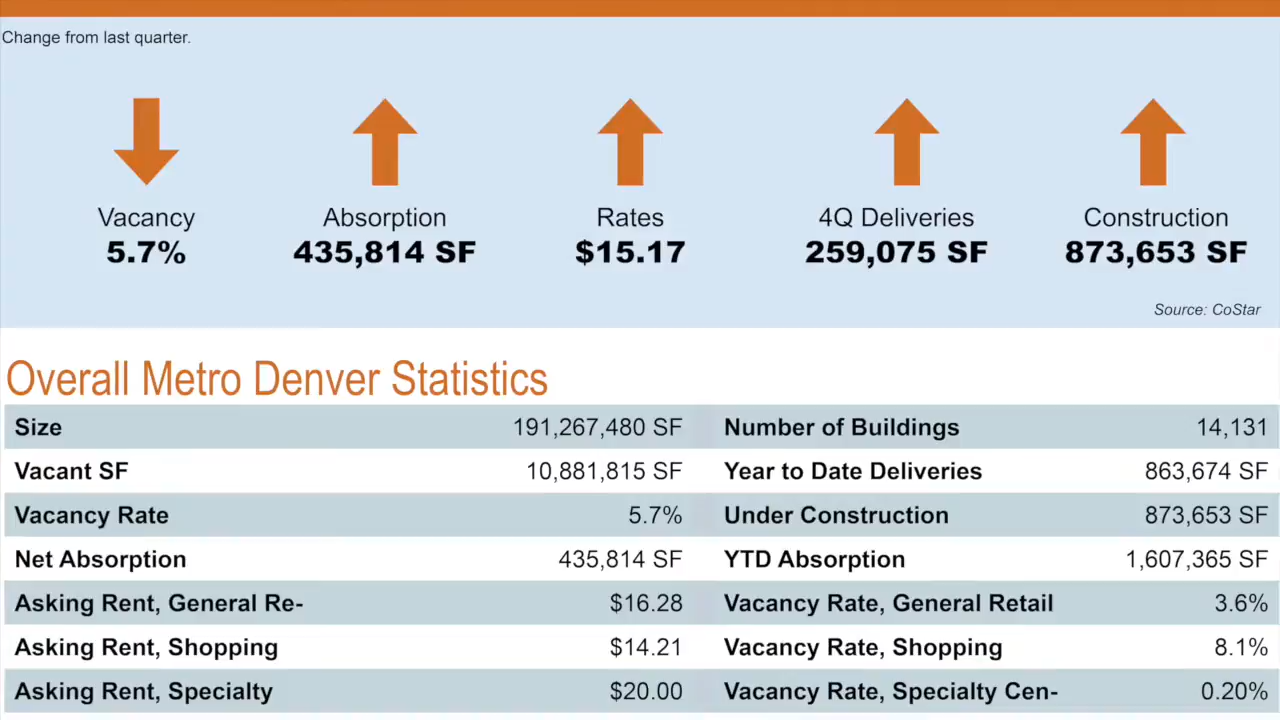 Change from last quarter.
Vacancy Absorption Rates 4Q Deliveries Construction
5.7% 435,814 SF $15.17 259,075 SF 873,653 SF
Source: CoStar
Overall Metro Denver Statistics
Size 191,267,480 SF Number of Buildings 14,131
Vacant SF 10,881,815 SF Year to Date Deliveries 863,674 SF
Vacancy Rate 5.7% Under Construction 873,653 SF
Net Absorption 435,814 SF YTD Absorption 1,607,365 SF
Asking Rent, General Re- $16.28 Vacancy Rate, General Retail 3.6%
Asking Rent, Shopping $14.21 Vacancy Rate, Shopping 8.1%
Asking Rent, Specialty $20.00 Vacancy Rate, Specialty Cen- 0.20%